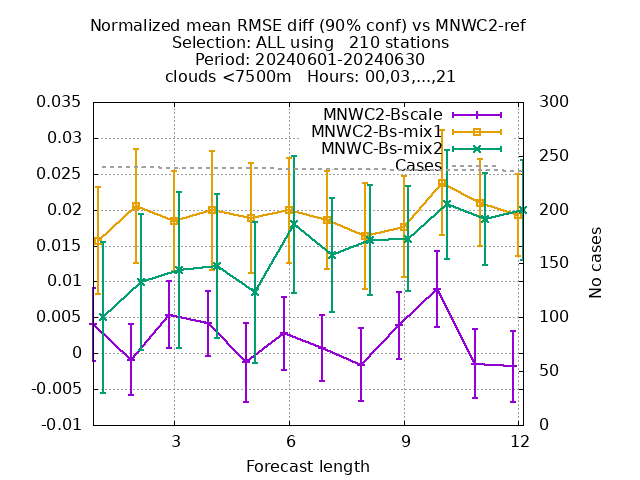 Normalized mean RMSE diff (90% conf) vs MNWC2-ref
Selection: ALL using   210 stations
Period: 20240601-20240630
clouds <7500m   Hours: 00,03,...,21
MNWC2-Bscale
MNWC2-Bs-mix1
MNWC-Bs-mix2
Cases
0.035
0.03
0.025
0.02
0.015
0.01
0.005
0
-0.005
-0.01
300
250
200
150
100
50
0
No cases
3
6
9
12
Forecast length